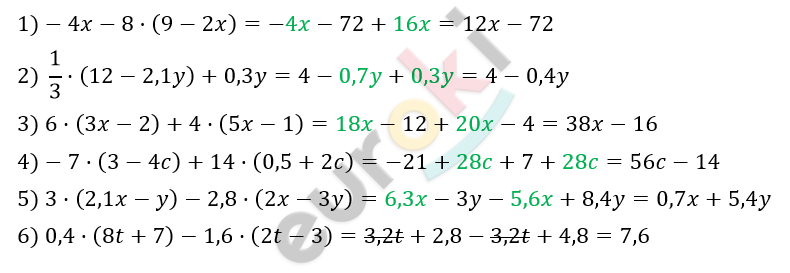 1) − 4x − 8 · (9 − 2x) = −4x − 72 + 16x = 12x − 72
2) 1/3 · (12 − 2,1y) + 0,3y = 4 − 0,7y + 0,3y = 4 − 0,4y
3) 6 · (3x − 2) + 4 · (5x − 1) = 18x − 12 + 20x − 4 = 38x − 16
4) − 7 · (3 − 4c) + 14 · (0,5 + 2c) = −21 + 28c + 7 + 28c = 56c − 14
5) 3 · (2,1x − y) − 2,8 · (2x − 3y) = 6,3x − 3y − 5,6x + 8,4y = 0,7x + 5,4y
6) 0,4 · (8t + 7) − 1,6 · (2t − 3) = 3,2t + 2,8 − 3,2t + 4,8 = 7,6
euroki